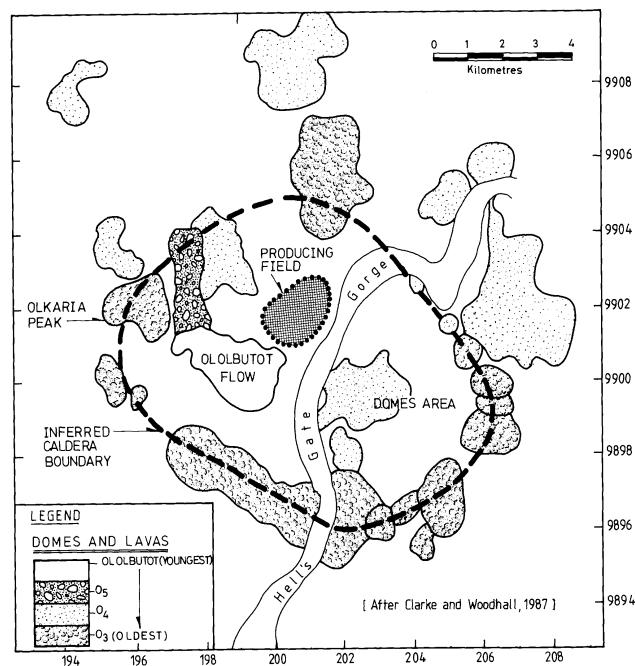 0 1 2 3 4
Kilometres
9908
9906
9904
9902
9900
9898
9896
9894
PRODUCING
FIELD
Hell's Gate Gorge
OLKARIA
PEAK
OLOLBUTOT
FLOW
DOMES AREA
INFERRED
CALDERA
BOUNDARY
LEGEND
DOMES AND LAVAS
OLOLBUTOT (YOUNGEST)
O5
O4
O3 (OLDEST)
[ After Clarke and Woodhall, 1987 ]
194 196 198 200 202 204 206 208